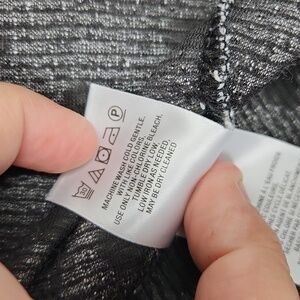 MACHINE WASH COLD GENTLE,
WITH LIKE COLORS.
USE ONLY NON-CHLORINE BLEACH.
TUMBLE DRY LOW.
LOW IRON AS NEEDED.
MAY BE DRY CLEANED